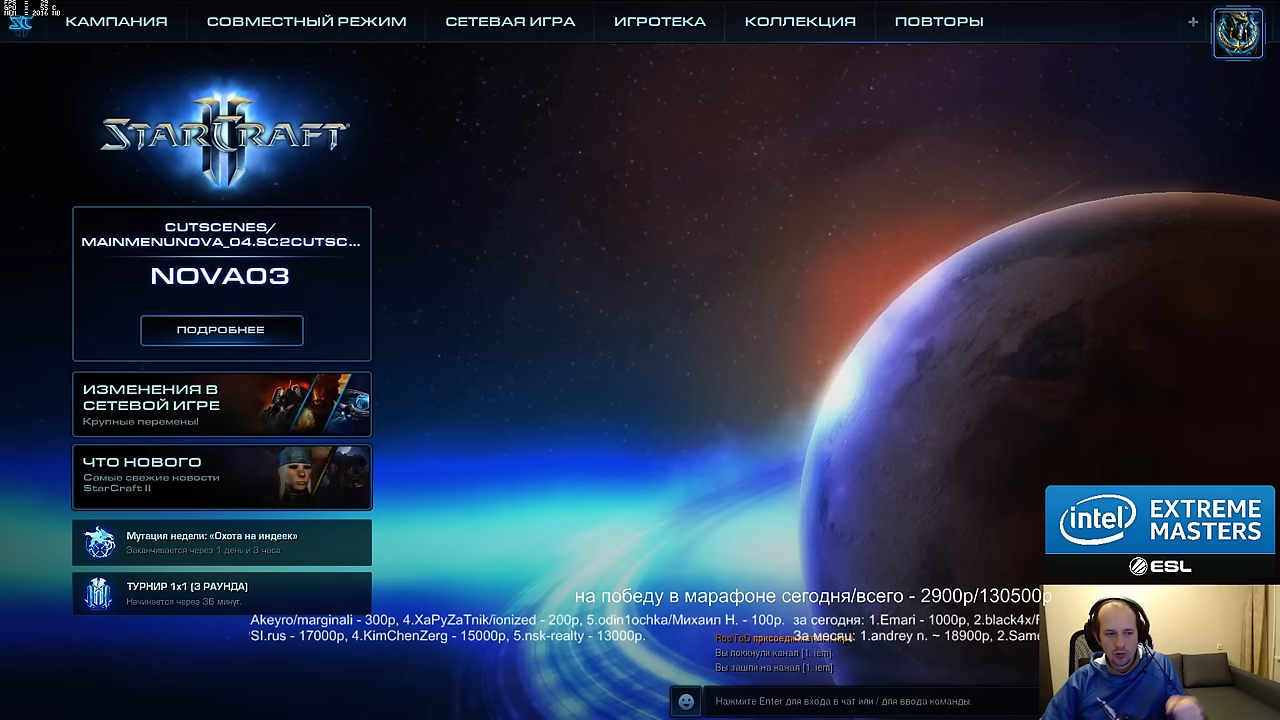 КАМПАНИЯ
СОВМЕСТНЫЙ РЕЖИМ
СЕТЕВАЯ ИГРА
ИГРОТЕКА
КОЛЛЕКЦИЯ
ПОВТОРЫ
STARCRAFT II
CUTSCENES/
MAINMENUNOVA_04.SC2CUTSC...
NOVA03
ПОДРОБНЕЕ
ИЗМЕНЕНИЯ В
СЕТЕВОЙ ИГРЕ
Крупные перемены!
ЧТО НОВОГО
Самые свежие новости
StarCraft II
Мутация недели: «Охота на индеек»
Заканчивается через 1 день и 3 часа.
ТУРНИР 1x1 (3 РАУНДА)
Начинается через 36 минут.
intel EXTREME
MASTERS
ESL
на победу в марафоне сегодня/всего - 2900р/130500р
Akeyro/marginali - 300р, 4.XaPyZaTnik/ionized - 200р, 5.odin1ochka/Михаил Н. - 100р. за сегодня: 1.Emari - 1000р, 2.black4x/F
SI.rus - 17000р, 4.KimChenZerg - 15000р, 5.nsk-realty - 13000р. За месяц: 1.andrey n. ~ 18900р, 2.Same
Вы покинули канал [1. iem].
Вы зашли на канал [1. iem].
Нажмите Enter для входа в чат или / для ввода команды.